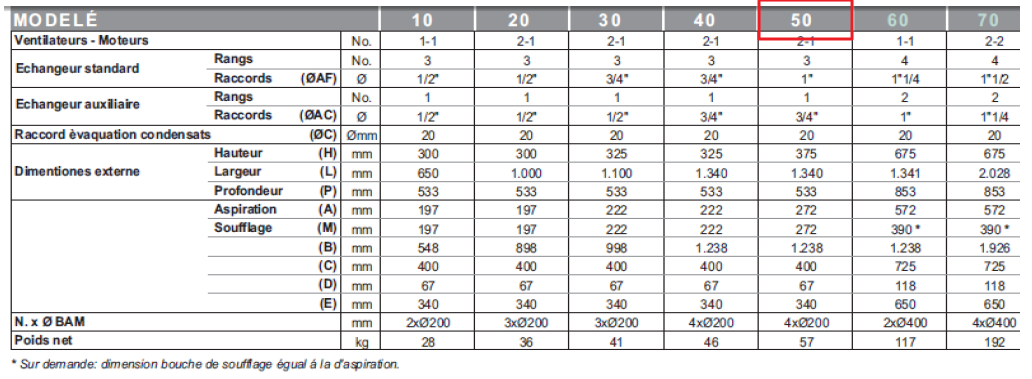 MODELÉ 10 20 30 40 50 60 70
Ventilateurs - Moteurs No. 1-1 2-1 2-1 2-1 2-1 1-1 2-2
Echangeur standard Rangs No. 3 3 3 3 3 4 4
Raccords (ØAF) Ø 1/2" 1/2" 3/4" 3/4" 1" 1"1/4 1"1/2
Echangeur auxiliaire Rangs No. 1 1 1 1 1 2 2
Raccords (ØAC) Ø 1/2" 1/2" 1/2" 3/4" 3/4" 1" 1"1/4
Raccord èvaquation condensats (ØC) Ømm 20 20 20 20 20 20 20
Dimentiones externe Hauteur (H) mm 300 300 325 325 375 675 675
Largeur (L) mm 650 1.000 1.100 1.340 1.340 1.341 2.028
Profondeur (P) mm 533 533 533 533 533 853 853
Aspiration (A) mm 197 197 222 222 272 572 572
Soufflage (M) mm 197 197 222 222 272 390 * 390 *
(B) mm 548 898 998 1.238 1.238 1.238 1.926
(C) mm 400 400 400 400 400 725 725
(D) mm 67 67 67 67 67 118 118
(E) mm 340 340 340 340 340 650 650
N. x Ø BAM mm 2xØ200 3xØ200 3xØ200 4xØ200 4xØ200 2xØ400 4xØ400
Poids net kg 28 36 41 46 57 117 192
* Sur demande: dimension bouche de soufflage égual á la d'aspiration.